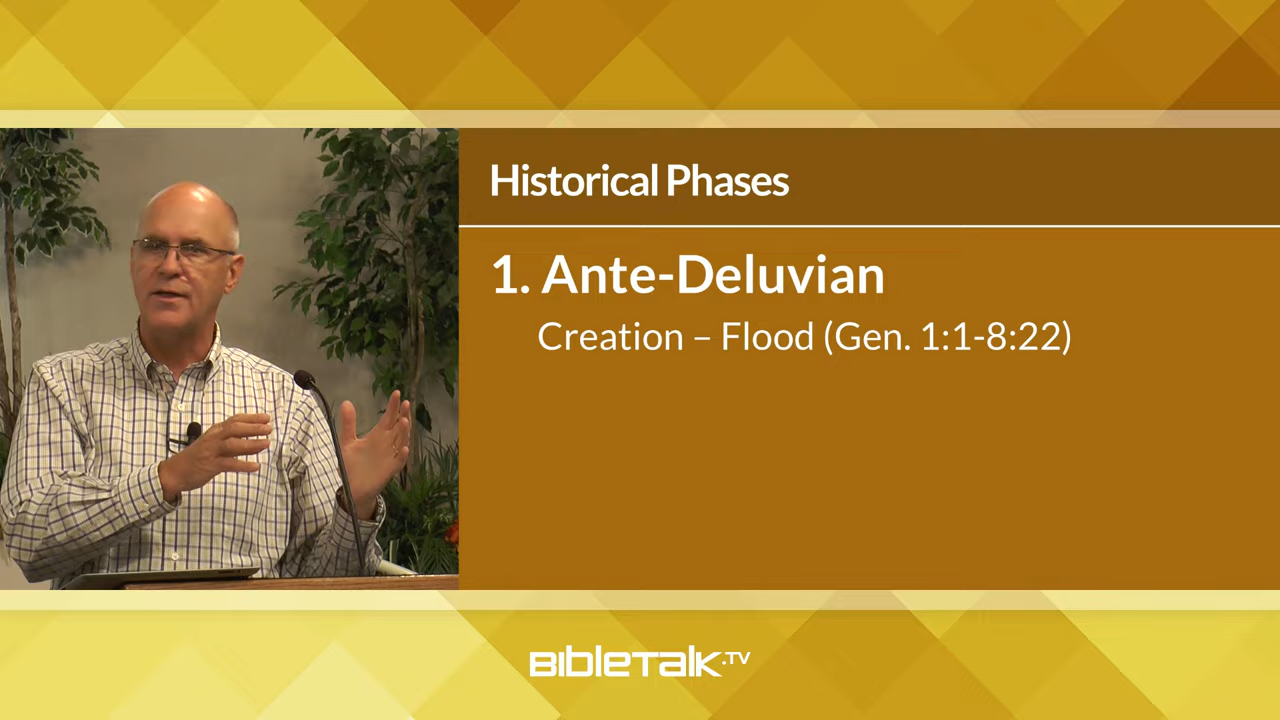 Historical Phases
1. Ante-Deluvian
Creation – Flood (Gen. 1:1-8:22)
BIBLETALK.TV